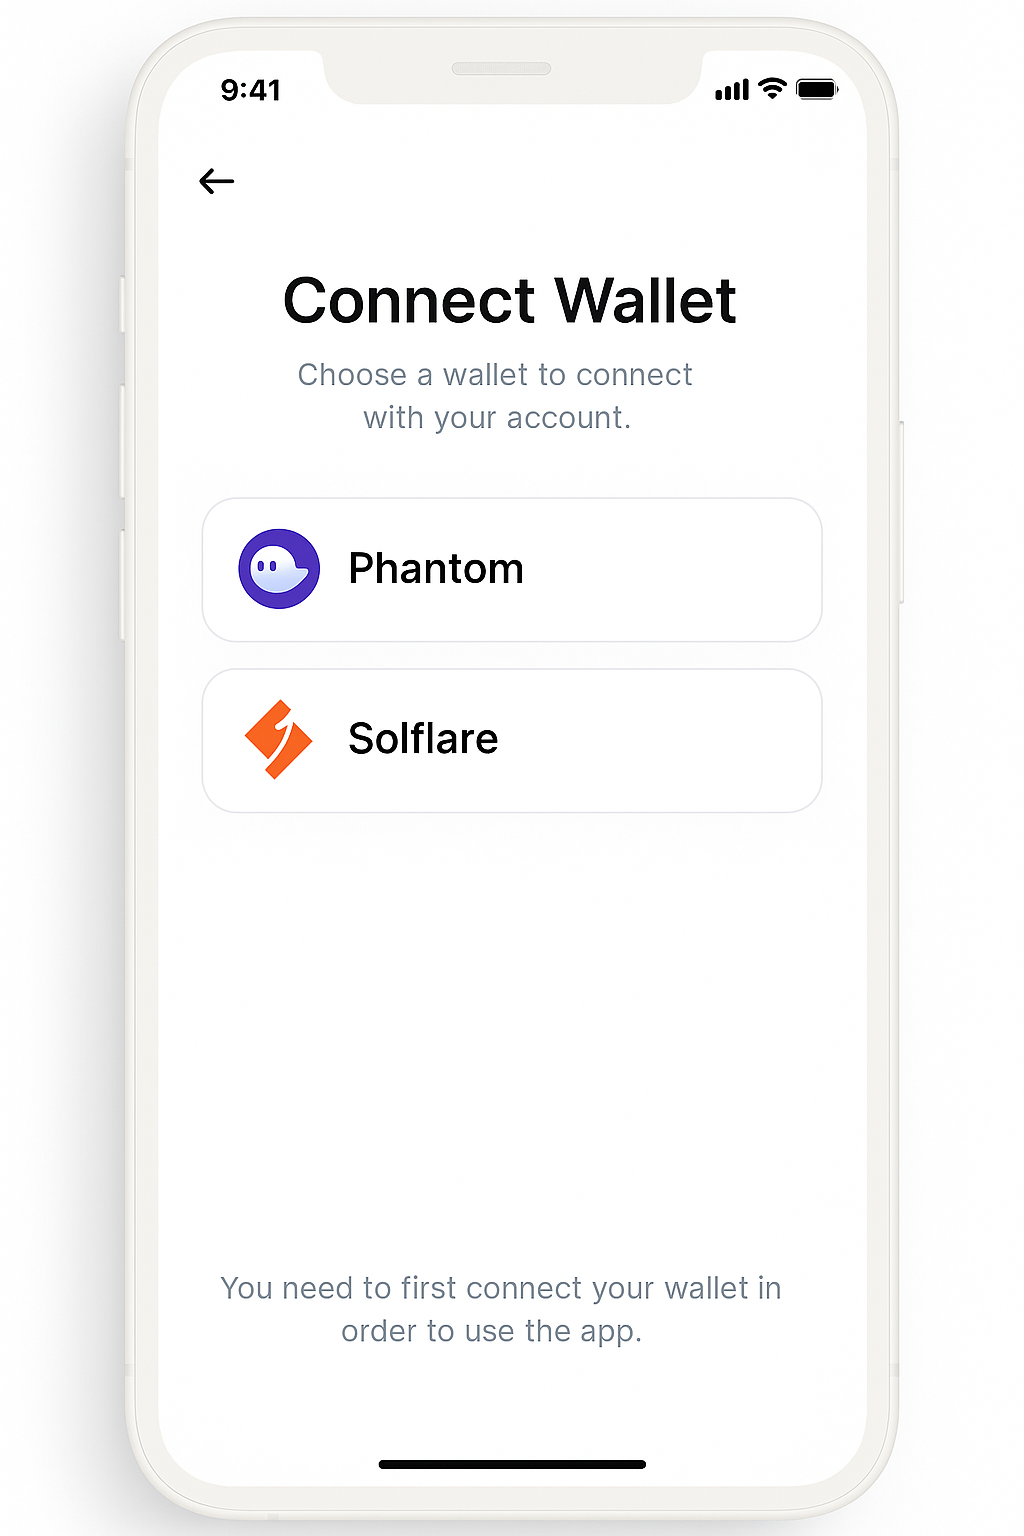 9:41
Connect Wallet
Choose a wallet to connect
with your account.
Phantom
Solflare
You need to first connect your wallet in
order to use the app.